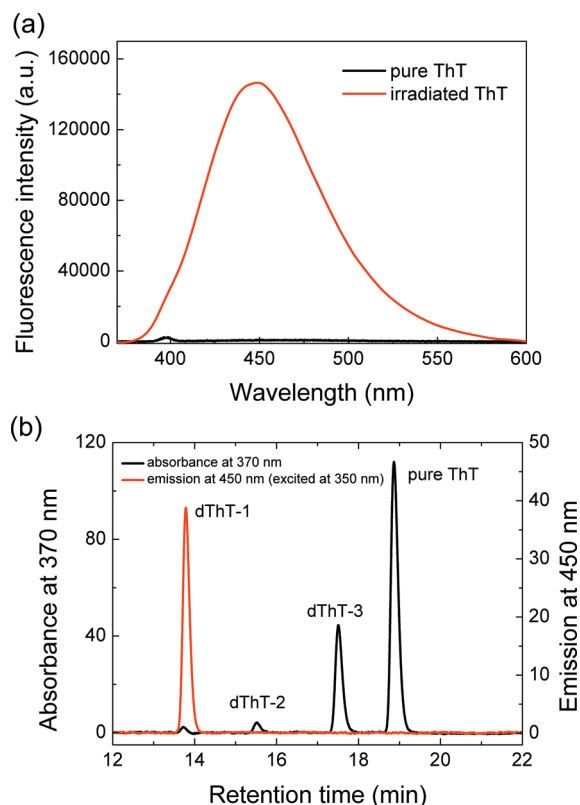 (a)
160000
120000
80000
40000
0
Fluorescence intensity (a.u.)
pure ThT
irradiated ThT
400
450
500
550
600
Wavelength (nm)
(b)
120
80
40
0
Absorbance at 370 nm
absorbance at 370 nm
emission at 450 nm (excited at 350 nm)
dThT-1
dThT-2
dThT-3
pure ThT
50
40
30
20
10
0
Emission at 450 nm
12
14
16
18
20
22
Retention time (min)